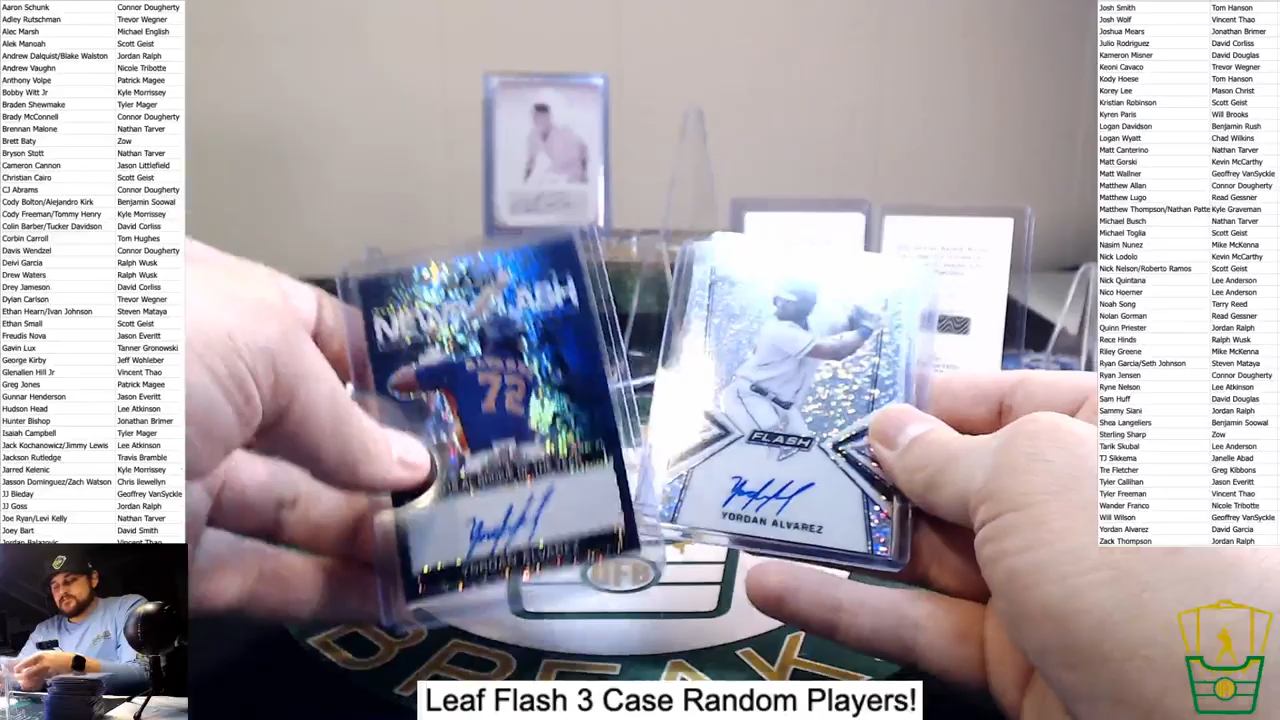 Aaron Schunk Connor Dougherty
Adley Rutschman Trevor Wegner
Alec Marsh Michael English
Alek Manoah Scott Geist
Andrew Dalquist/Blake Walston Jordan Ralph
Andrew Vaughn Nicole Tribotte
Anthony Volpe Patrick Magee
Bobby Witt Jr Kyle Morrissey
Braden Shewmake Tyler Mager
Brady McConnell Connor Dougherty
Brennan Malone Nathan Tarver
Brett Baty Zow
Bryson Stott Nathan Tarver
Cameron Cannon Jason Littlefield
Christian Cairo Scott Geist
CJ Abrams Connor Dougherty
Cody Bolton/Alejandro Kirk Benjamin Soowal
Cody Freeman/Tommy Henry Kyle Morrissey
Colin Barber/Tucker Davidson David Corliss
Corbin Carroll Tom Hughes
Davis Wendzel Connor Dougherty
Deivi Garcia Ralph Wusk
Drew Waters Ralph Wusk
Drey Jameson David Corliss
Dylan Carlson Trevor Wegner
Ethan Hearn/Ivan Johnson Steven Mataya
Ethan Small Scott Geist
Freudis Nova Jason Everitt
Gavin Lux Tanner Gronowski
George Kirby Jeff Wohleber
Glenallen Hill Jr Vincent Thao
Greg Jones Patrick Magee
Gunnar Henderson Jason Everitt
Hudson Head Lee Atkinson
Hunter Bishop Jonathan Brimer
Isaiah Campbell Tyler Mager
Jack Kochanowicz/Jimmy Lewis Lee Atkinson
Jackson Rutledge Travis Bramble
Jarred Kelenic Kyle Morrissey
Jasson Dominguez/Zach Watson Chris llewellyn
JJ Bleday Geoffrey VanSyckle
JJ Goss Jordan Ralph
Joe Ryan/Levi Kelly Nathan Tarver
Joey Bart David Smith
Jordan Balazovic Vincent Thao
Josh Smith Tom Hanson
Josh Wolf Vincent Thao
Joshua Mears Jonathan Brimer
Julio Rodriguez David Corliss
Kameron Misner David Douglas
Keoni Cavaco Trevor Wegner
Kody Hoese Tom Hanson
Korey Lee Mason Christ
Kristian Robinson Scott Geist
Kyren Paris Will Brooks
Logan Davidson Benjamin Rush
Logan Wyatt Chad Wilkins
Matt Canterino Nathan Tarver
Matt Gorski Kevin McCarthy
Matt Wallner Geoffrey VanSyckle
Matthew Allan Connor Dougherty
Matthew Lugo Read Gessner
Matthew Thompson/Nathan Patte Kyle Graveman
Michael Busch Nathan Tarver
Michael Toglia Scott Geist
Nasim Nunez Mike McKenna
Nick Lodolo Kevin McCarthy
Nick Nelson/Roberto Ramos Scott Geist
Nick Quintana Lee Anderson
Nico Hoerner Lee Anderson
Noah Song Terry Reed
Nolan Gorman Read Gessner
Quinn Priester Jordan Ralph
Rece Hinds Ralph Wusk
Riley Greene Mike McKenna
Ryan Garcia/Seth Johnson Steven Mataya
Ryan Jensen Connor Dougherty
Ryne Nelson Lee Atkinson
Sam Huff David Douglas
Sammy Siani Jordan Ralph
Shea Langeliers Benjamin Soowal
Sterling Sharp Zow
Tarik Skubal Lee Anderson
TJ Sikkema Janelle Abad
Tre Fletcher Greg Kibbons
Tyler Callihan Jason Everitt
Tyler Freeman Vincent Thao
Wander Franco Nicole Tribotte
Will Wilson Geoffrey VanSyckle
Yordan Alvarez David Garcia
Zack Thompson Jordan Ralph
FLASH
YORDAN ALVAREZ
BREAK
Leaf Flash 3 Case Random Players!